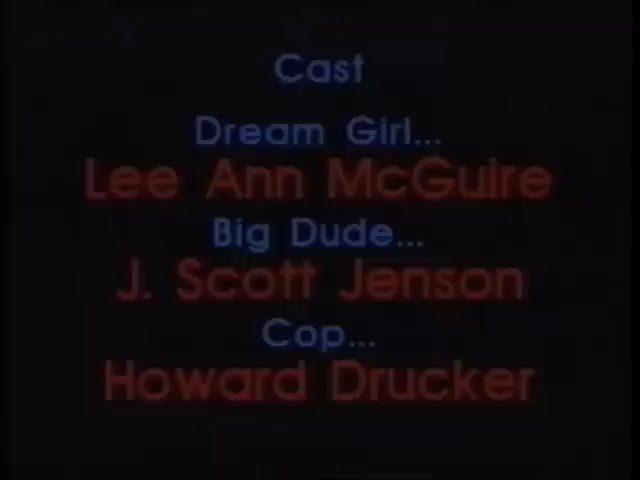 Cast
Dream Girl...
Lee Ann McGuire
Big Dude...
J. Scott Jenson
Cop...
Howard Drucker